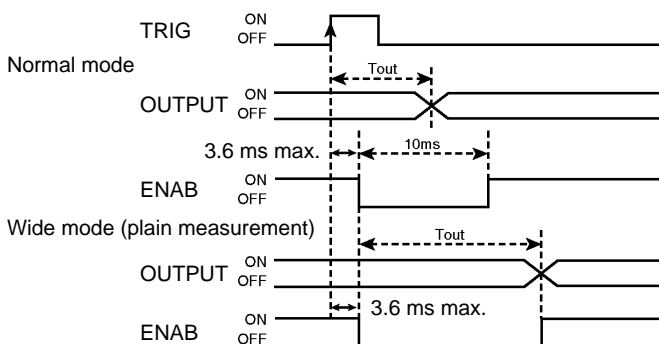 TRIG ON
OFF
Normal mode
Tout
OUTPUT ON
OFF
3.6 ms max. 10ms
ENAB ON
OFF
Wide mode (plain measurement)
Tout
OUTPUT ON
OFF
3.6 ms max.
ENAB ON
OFF